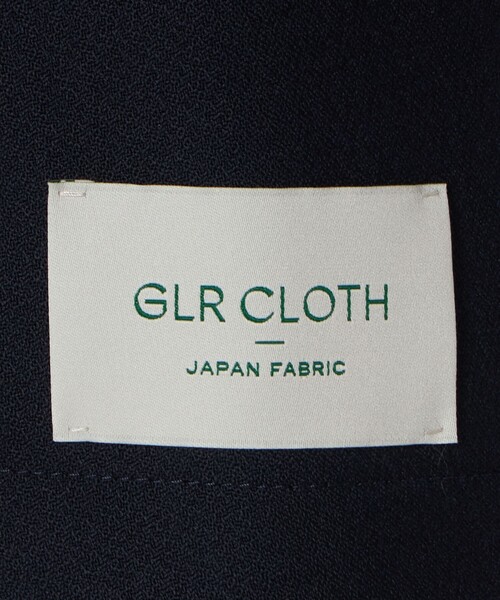 GLR CLOTH
—
JAPAN FABRIC